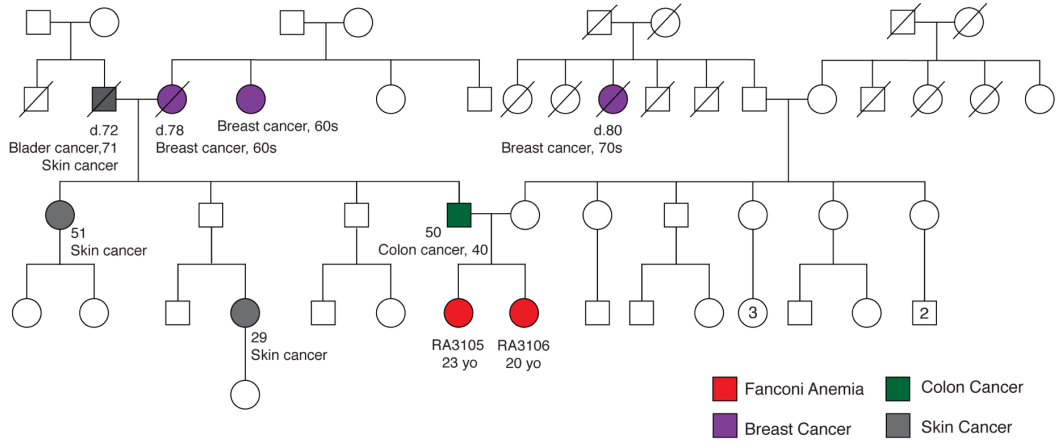 d.72
Blader cancer,71
Skin cancer
d.78
Breast cancer, 60s
Breast cancer, 60s
d.80
Breast cancer, 70s
51
Skin cancer
50
Colon cancer, 40
29
Skin cancer
RA3105
23 yo
RA3106
20 yo
3
2
Fanconi Anemia
Colon Cancer
Breast Cancer
Skin Cancer